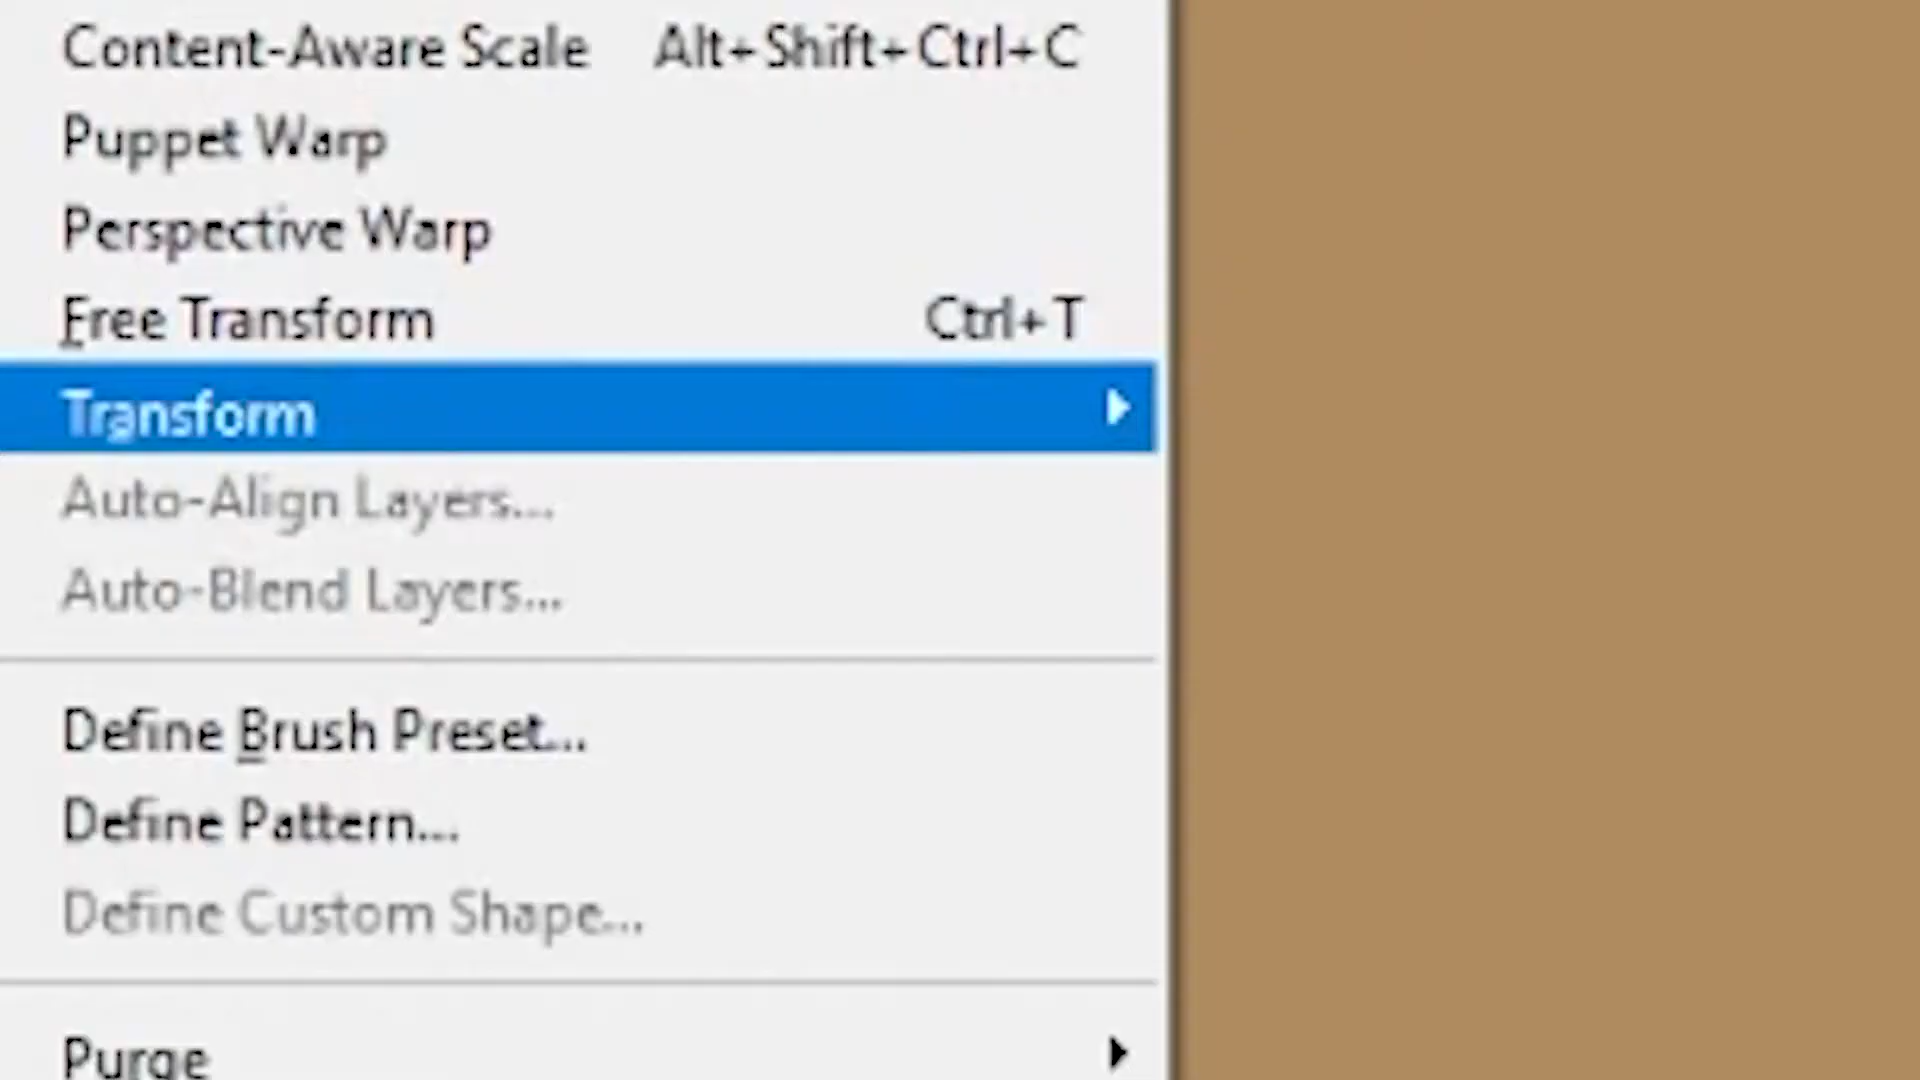 Content-Aware Scale Alt+Shift+Ctrl+C
Puppet Warp
Perspective Warp
Free Transform Ctrl+T
Transform
Auto-Align Layers...
Auto-Blend Layers...
Define Brush Preset...
Define Pattern...
Define Custom Shape...
Purge